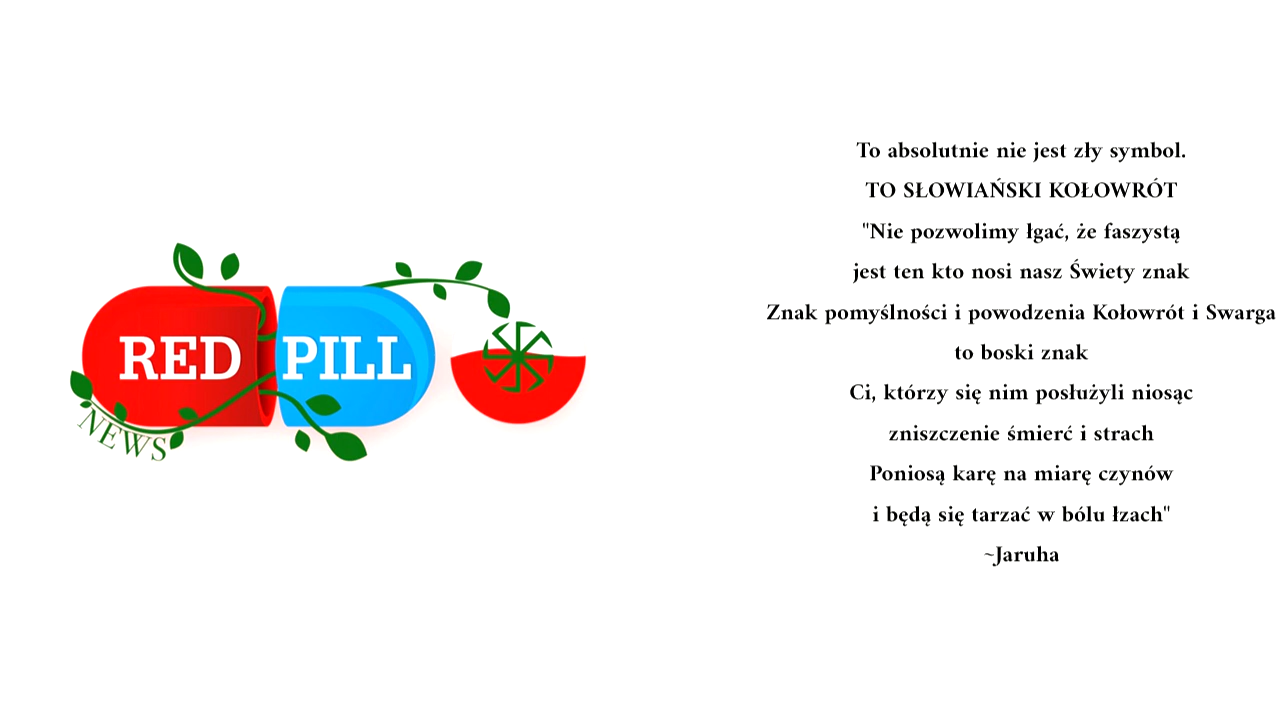 RED PILL
NEWS
To absolutnie nie jest zły symbol.
TO SŁOWIAŃSKI KOŁOWRÓT
"Nie pozwolimy łgać, że faszystą
jest ten kto nosi nasz Świety znak
Znak pomyślności i powodzenia Kołowrót i Swarga
to boski znak
Ci, którzy się nim posłużyli niosąc
zniszczenie śmierć i strach
Poniosą karę na miarę czynów
i będą się tarzać w bólu łzach"
~Jaruha